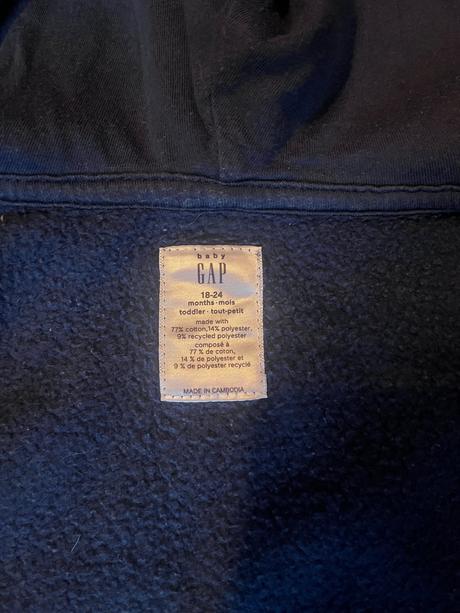 baby
GAP
18-24
months · mois
toddler · tout-petit
made with
77% cotton, 14% polyester,
9% recycled polyester
composé à
77 % de coton,
14 % de polyester et
9 % de polyester recyclé
MADE IN CAMBODIA